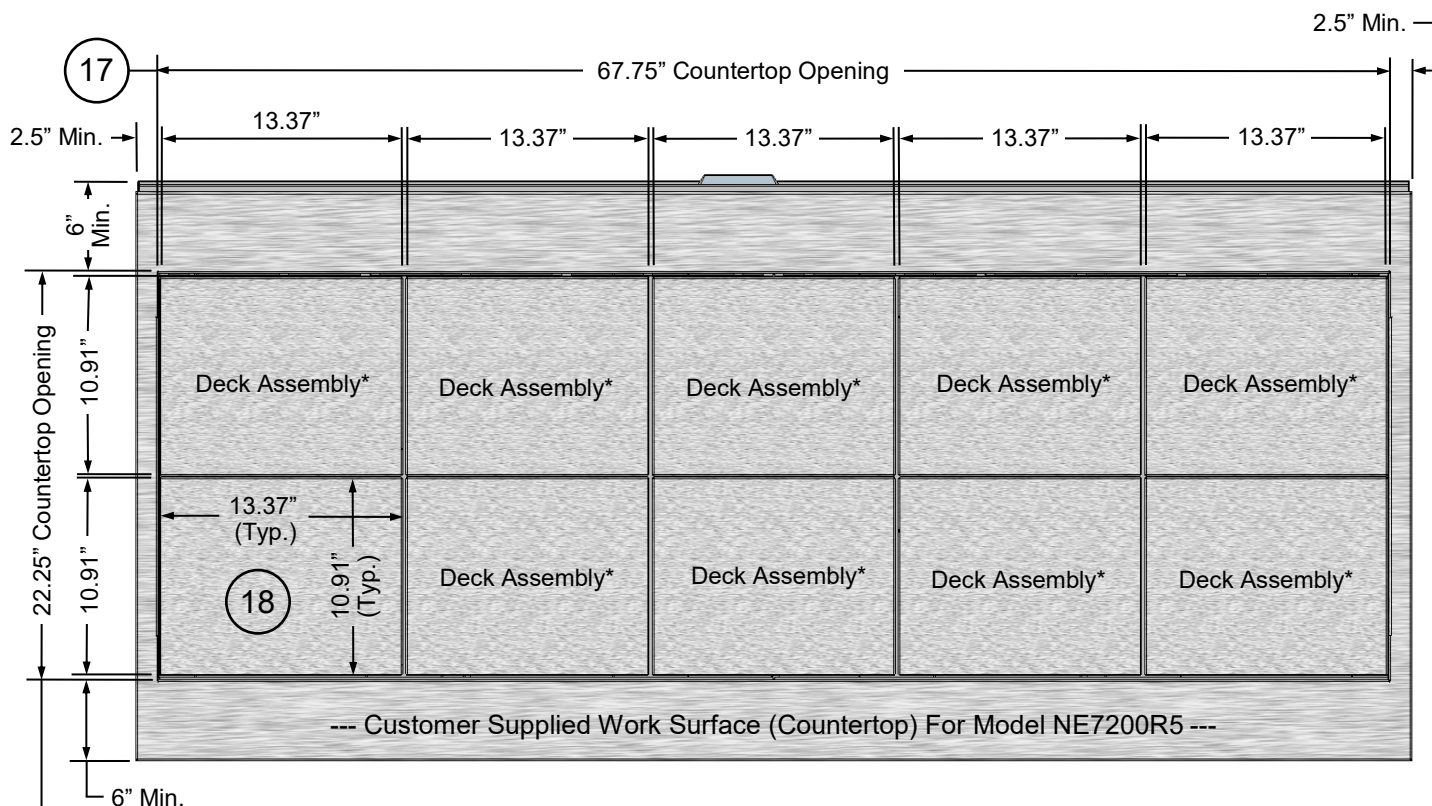 2.5” Min.
17
67.75” Countertop Opening
2.5” Min.
13.37”
13.37”
13.37”
13.37”
13.37”
6”
Min.
22.25” Countertop Opening
10.91”
Deck Assembly*
Deck Assembly*
Deck Assembly*
Deck Assembly*
Deck Assembly*
10.91”
13.37”
(Typ.)
18
10.91”
(Typ.)
Deck Assembly*
Deck Assembly*
Deck Assembly*
Deck Assembly*
--- Customer Supplied Work Surface (Countertop) For Model NE7200R5 ---
6” Min.